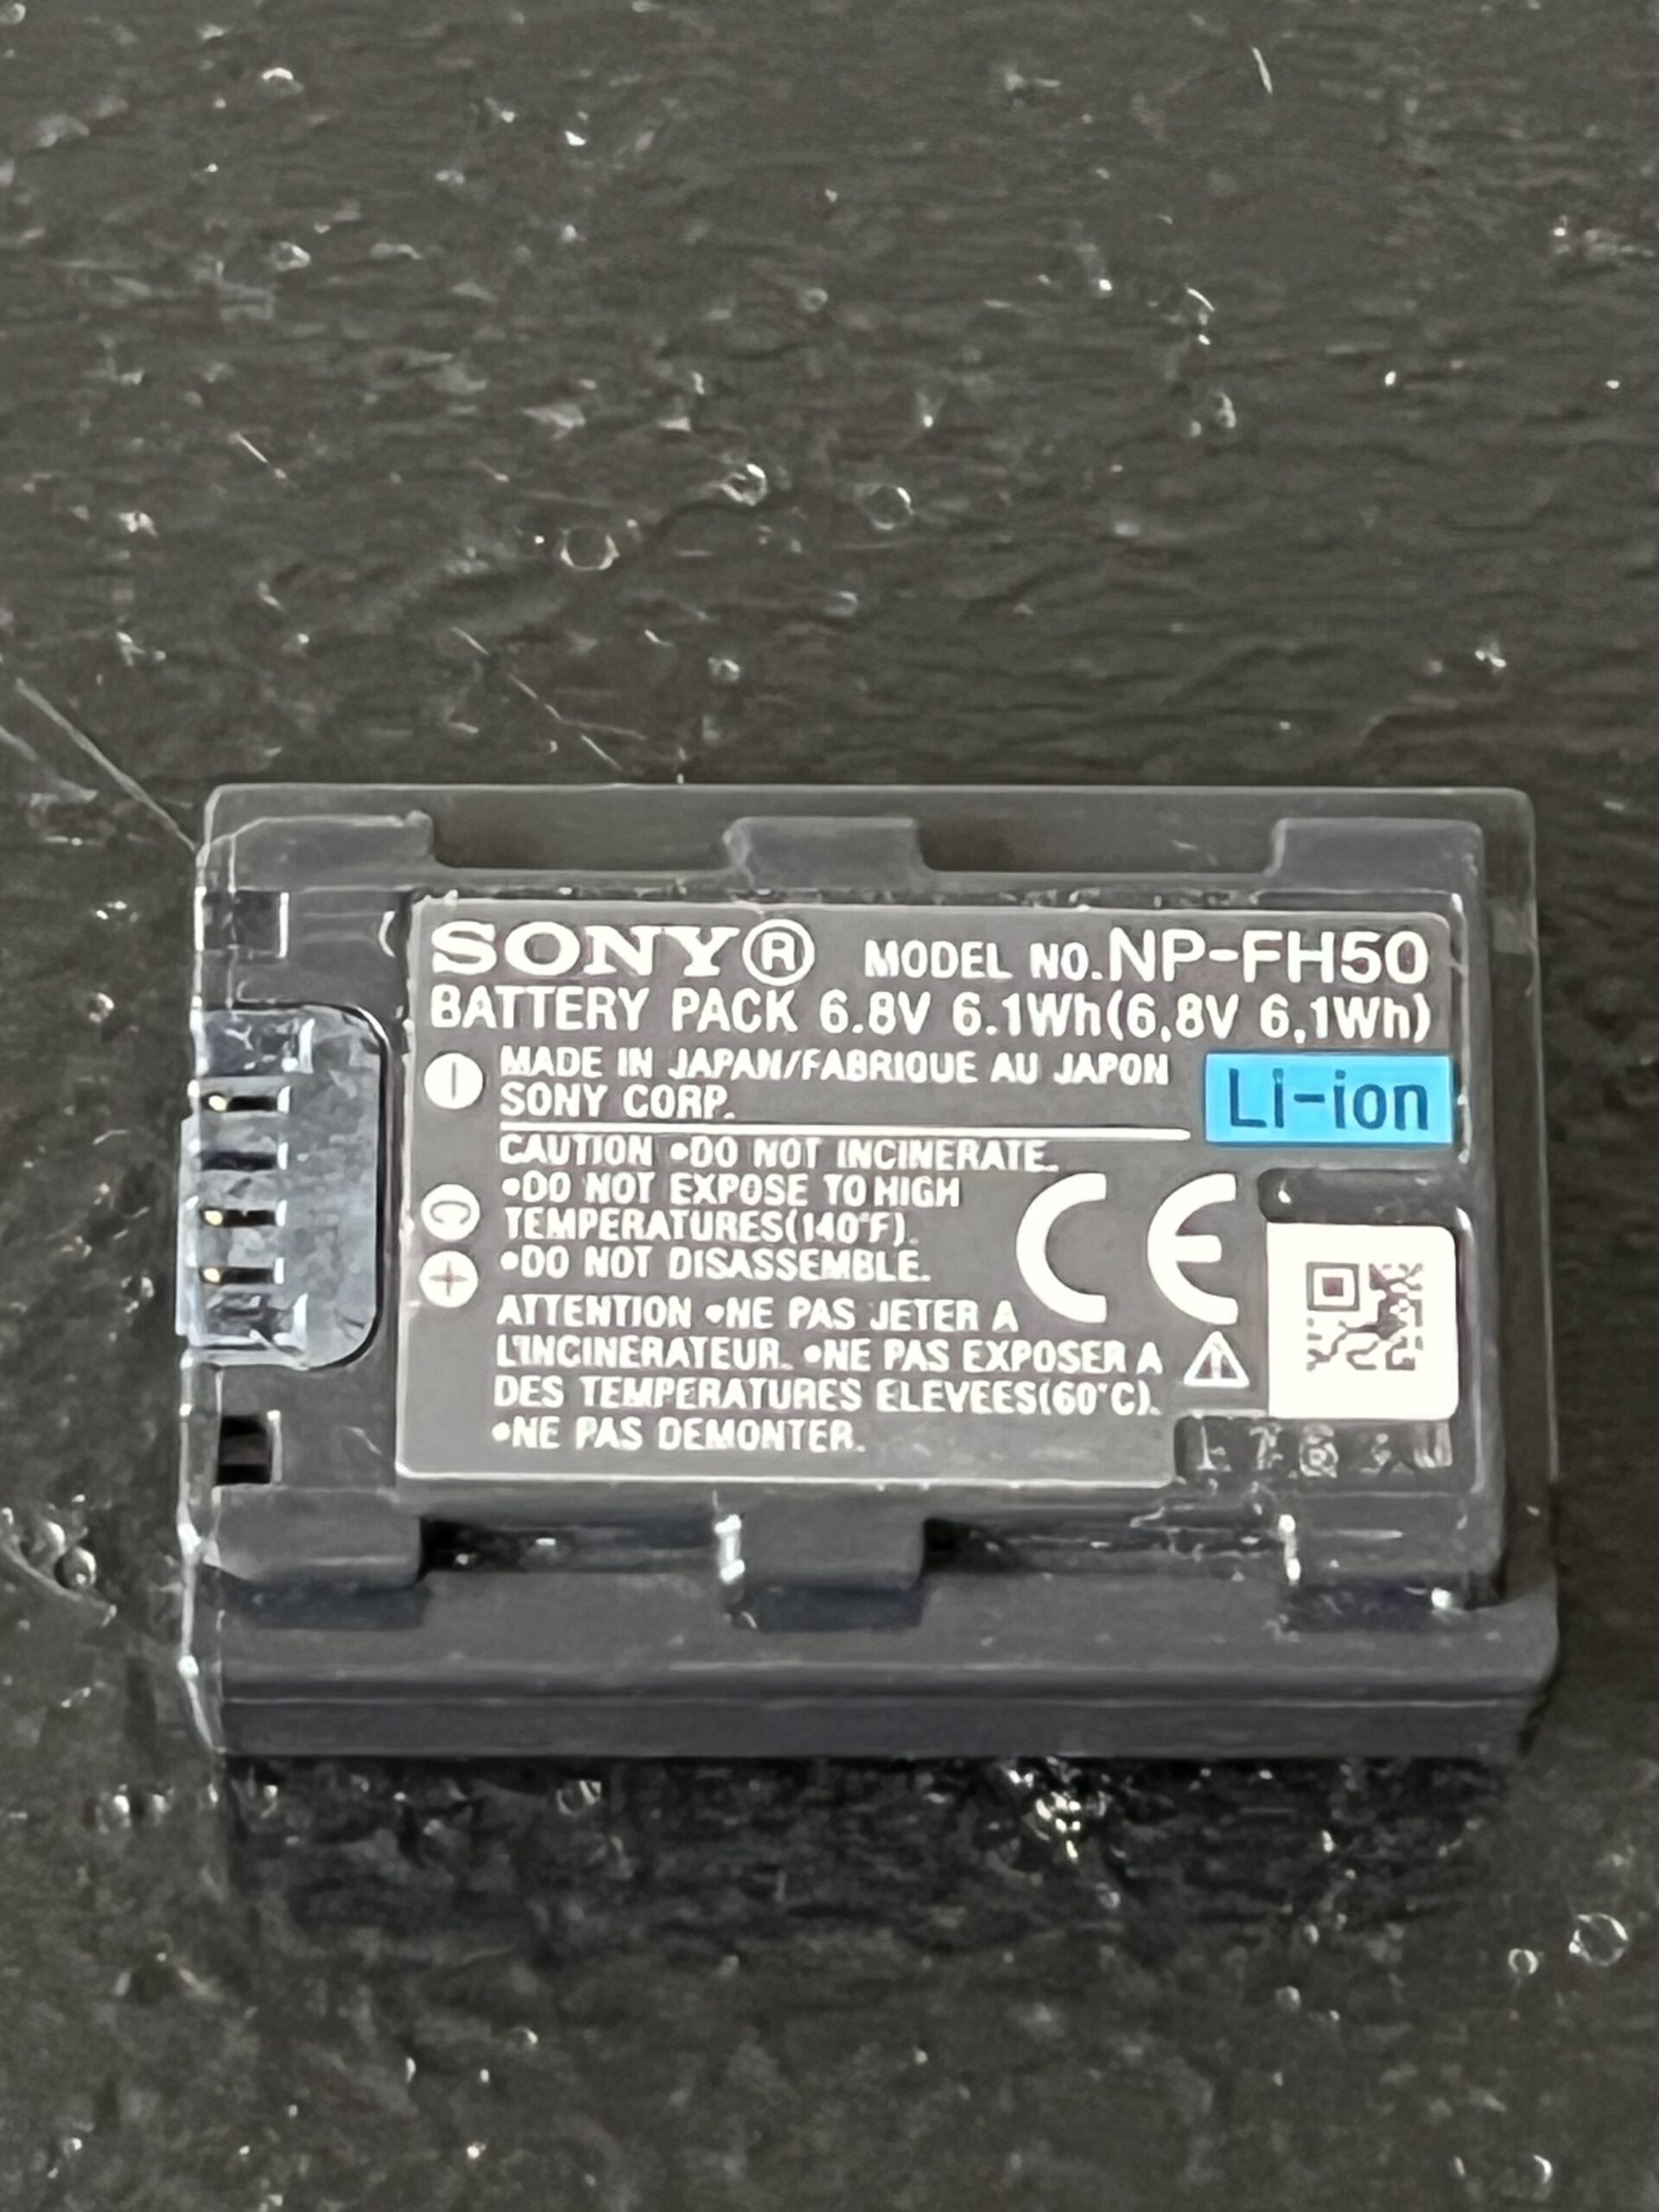 SONY® MODEL NO. NP-FH50
BATTERY PACK 6.8V 6.1Wh(6,8V 6,1Wh)
MADE IN JAPAN/FABRIQUE AU JAPON
SONY CORP.
Li-ion
CAUTION •DO NOT INCINERATE.
•DO NOT EXPOSE TO HIGH
TEMPERATURES(140°F).
•DO NOT DISASSEMBLE.
CE
ATTENTION •NE PAS JETER A
L'INCINERATEUR. •NE PAS EXPOSER A
DES TEMPERATURES ELEVEES(60°C).
•NE PAS DEMONTER.